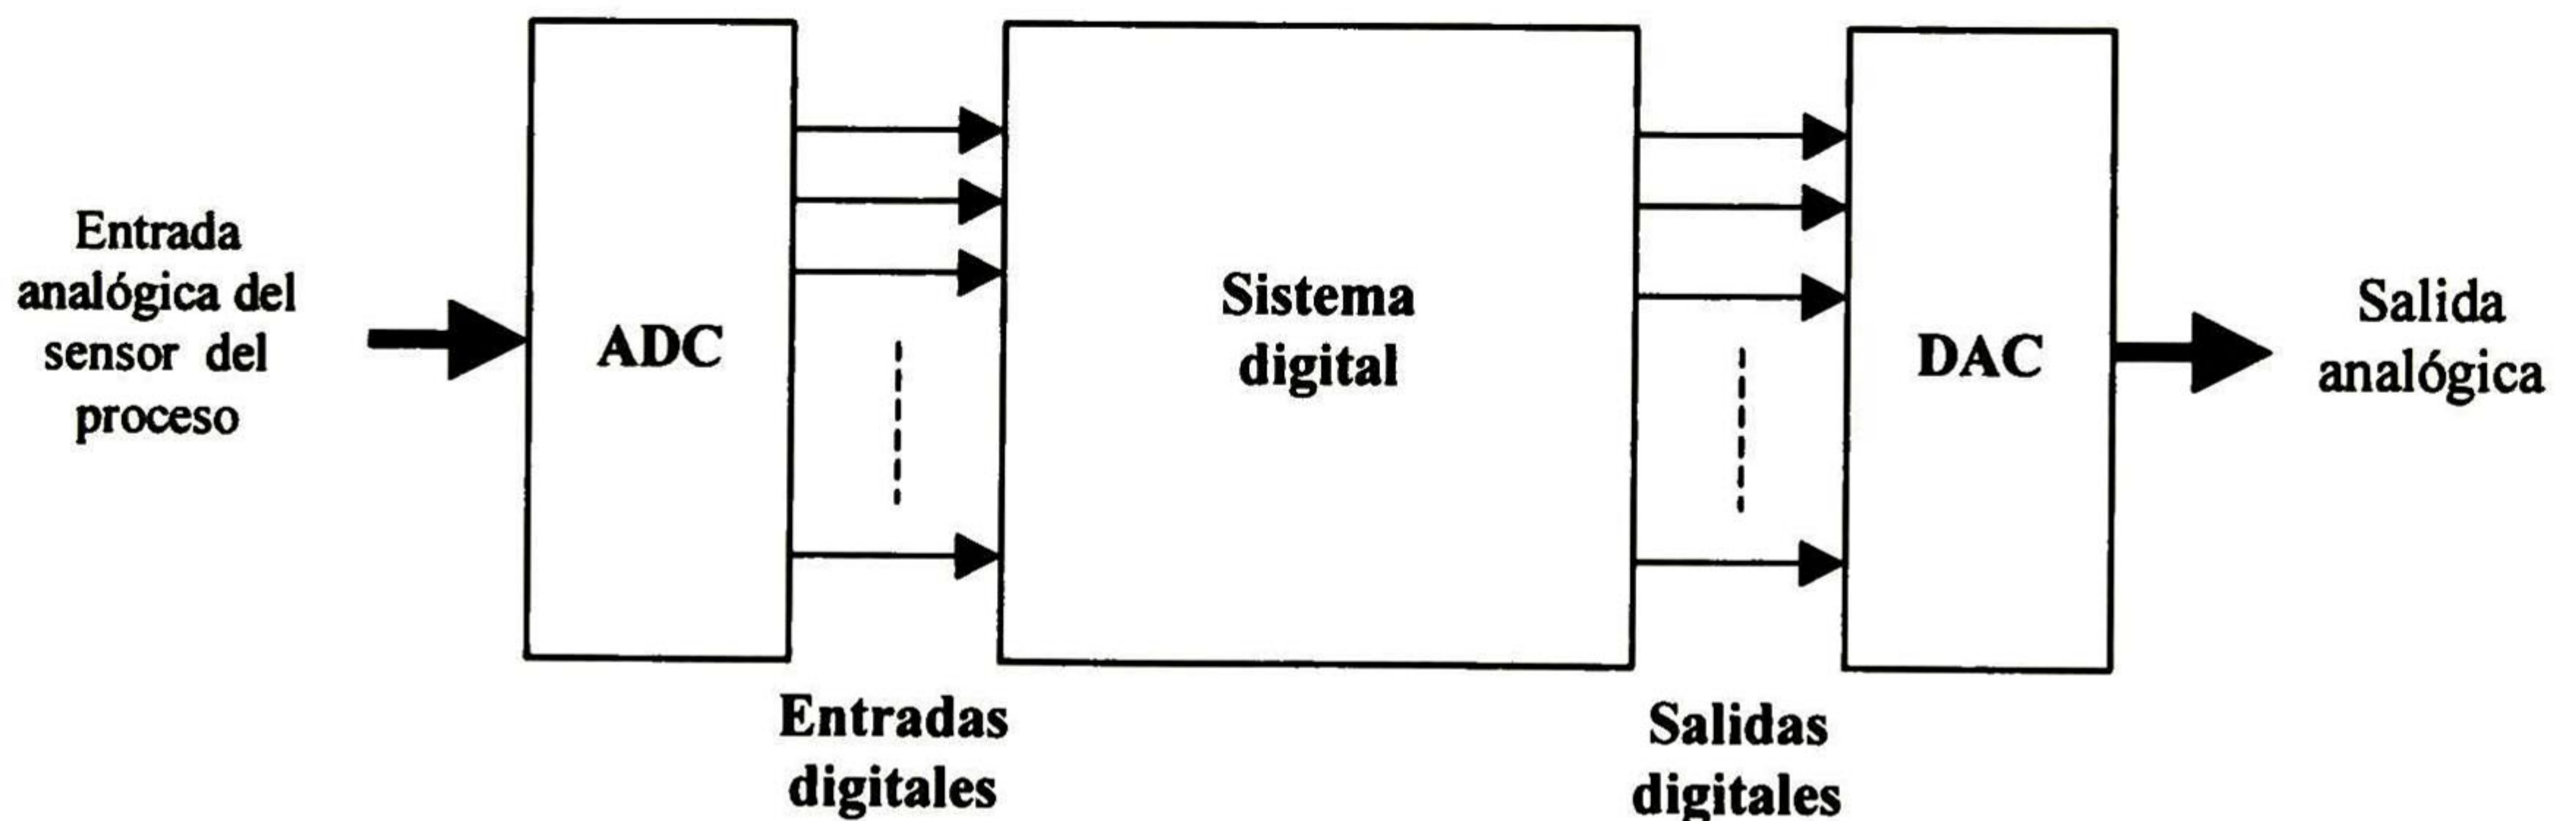 Entrada
analógica del
sensor del
proceso
ADC
Entradas
digitales
Sistema
digital
Salidas
digitales
DAC
Salida
analógica